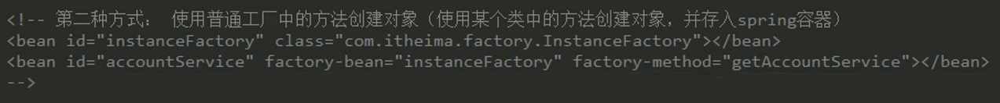 <!-- 第二种方式： 使用普通工厂中的方法创建对象（使用某个类中的方法创建对象，并存入spring容器）
<bean id="instanceFactory" class="com.itheima.factory.InstanceFactory"></bean>
<bean id="accountService" factory-bean="instanceFactory" factory-method="getAccountService"></bean>
-->